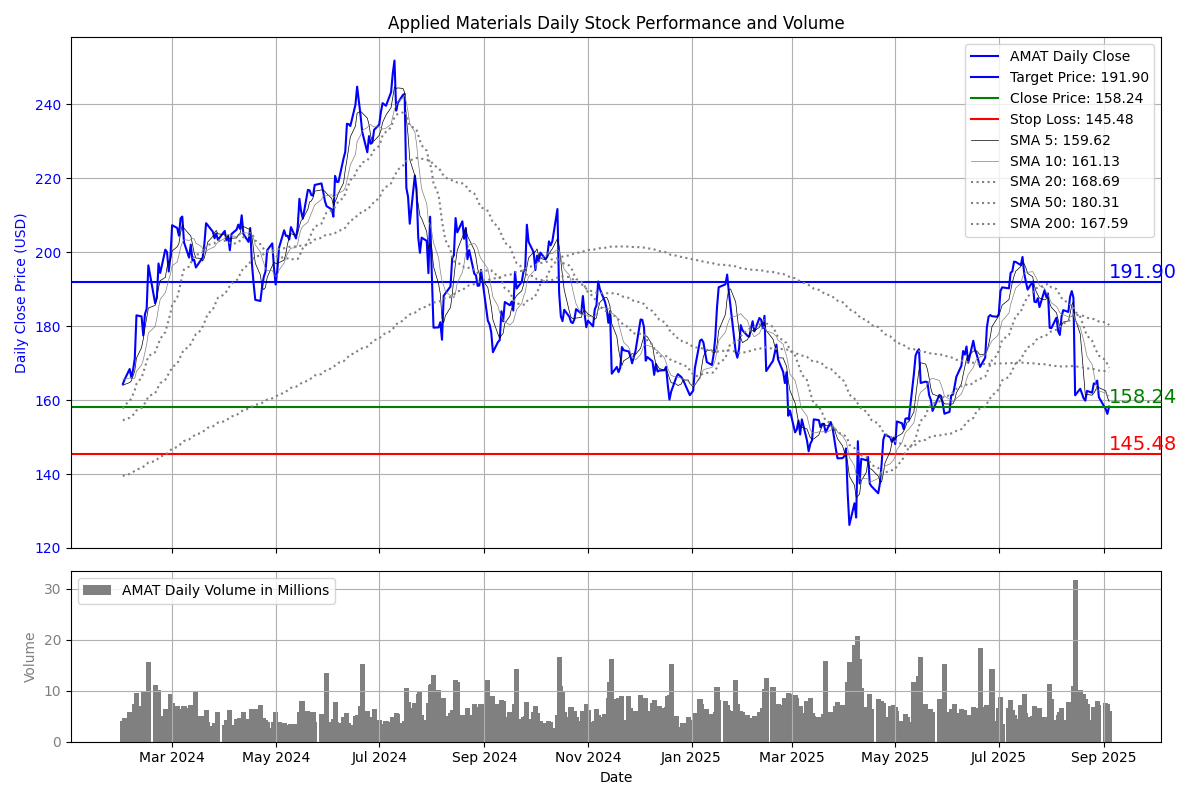 Applied Materials Daily Stock Performance and Volume
Daily Close Price (USD)
240
220
200
180
160
140
120
AMAT Daily Close
Target Price: 191.90
Close Price: 158.24
Stop Loss: 145.48
SMA 5: 159.62
SMA 10: 161.13
SMA 20: 168.69
SMA 50: 180.31
SMA 200: 167.59
191.90
158.24
145.48
AMAT Daily Volume in Millions
Volume
30
20
10
0
Mar 2024 May 2024 Jul 2024 Sep 2024 Nov 2024 Jan 2025 Mar 2025 May 2025 Jul 2025 Sep 2025
Date